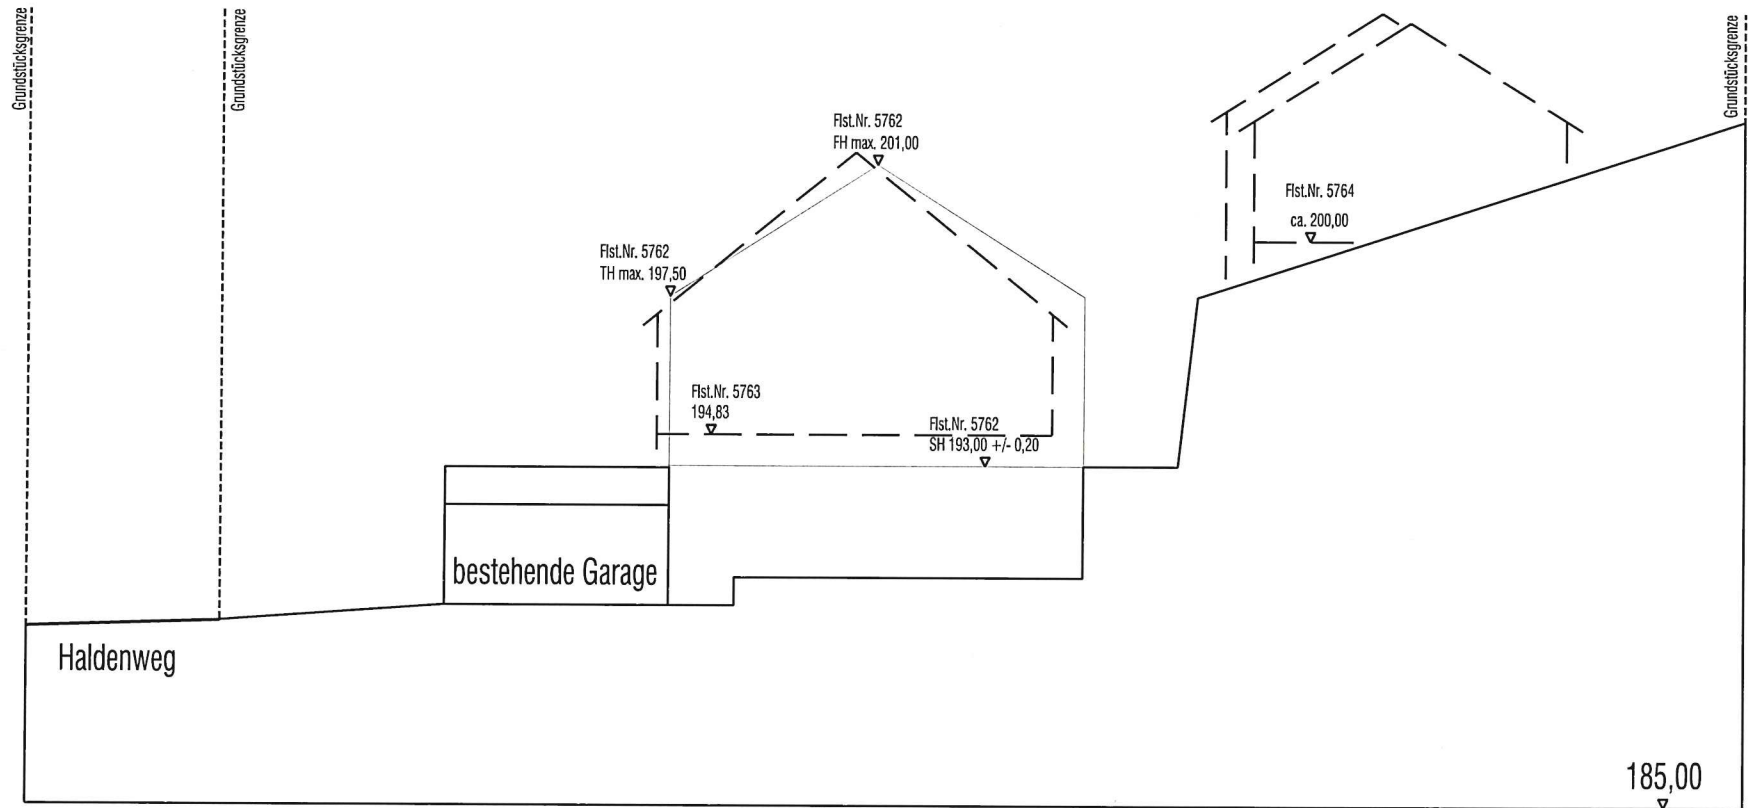 Grundstücksgrenze
Grundstücksgrenze
Grundstücksgrenze
Flst.Nr. 5762
FH max. 201,00
Flst.Nr. 5762
TH max. 197,50
Flst.Nr. 5764
ca. 200,00
Flst.Nr. 5763
194,83
Flst.Nr. 5762
SH 193,00 +/- 0,20
bestehende Garage
Haldenweg
185,00